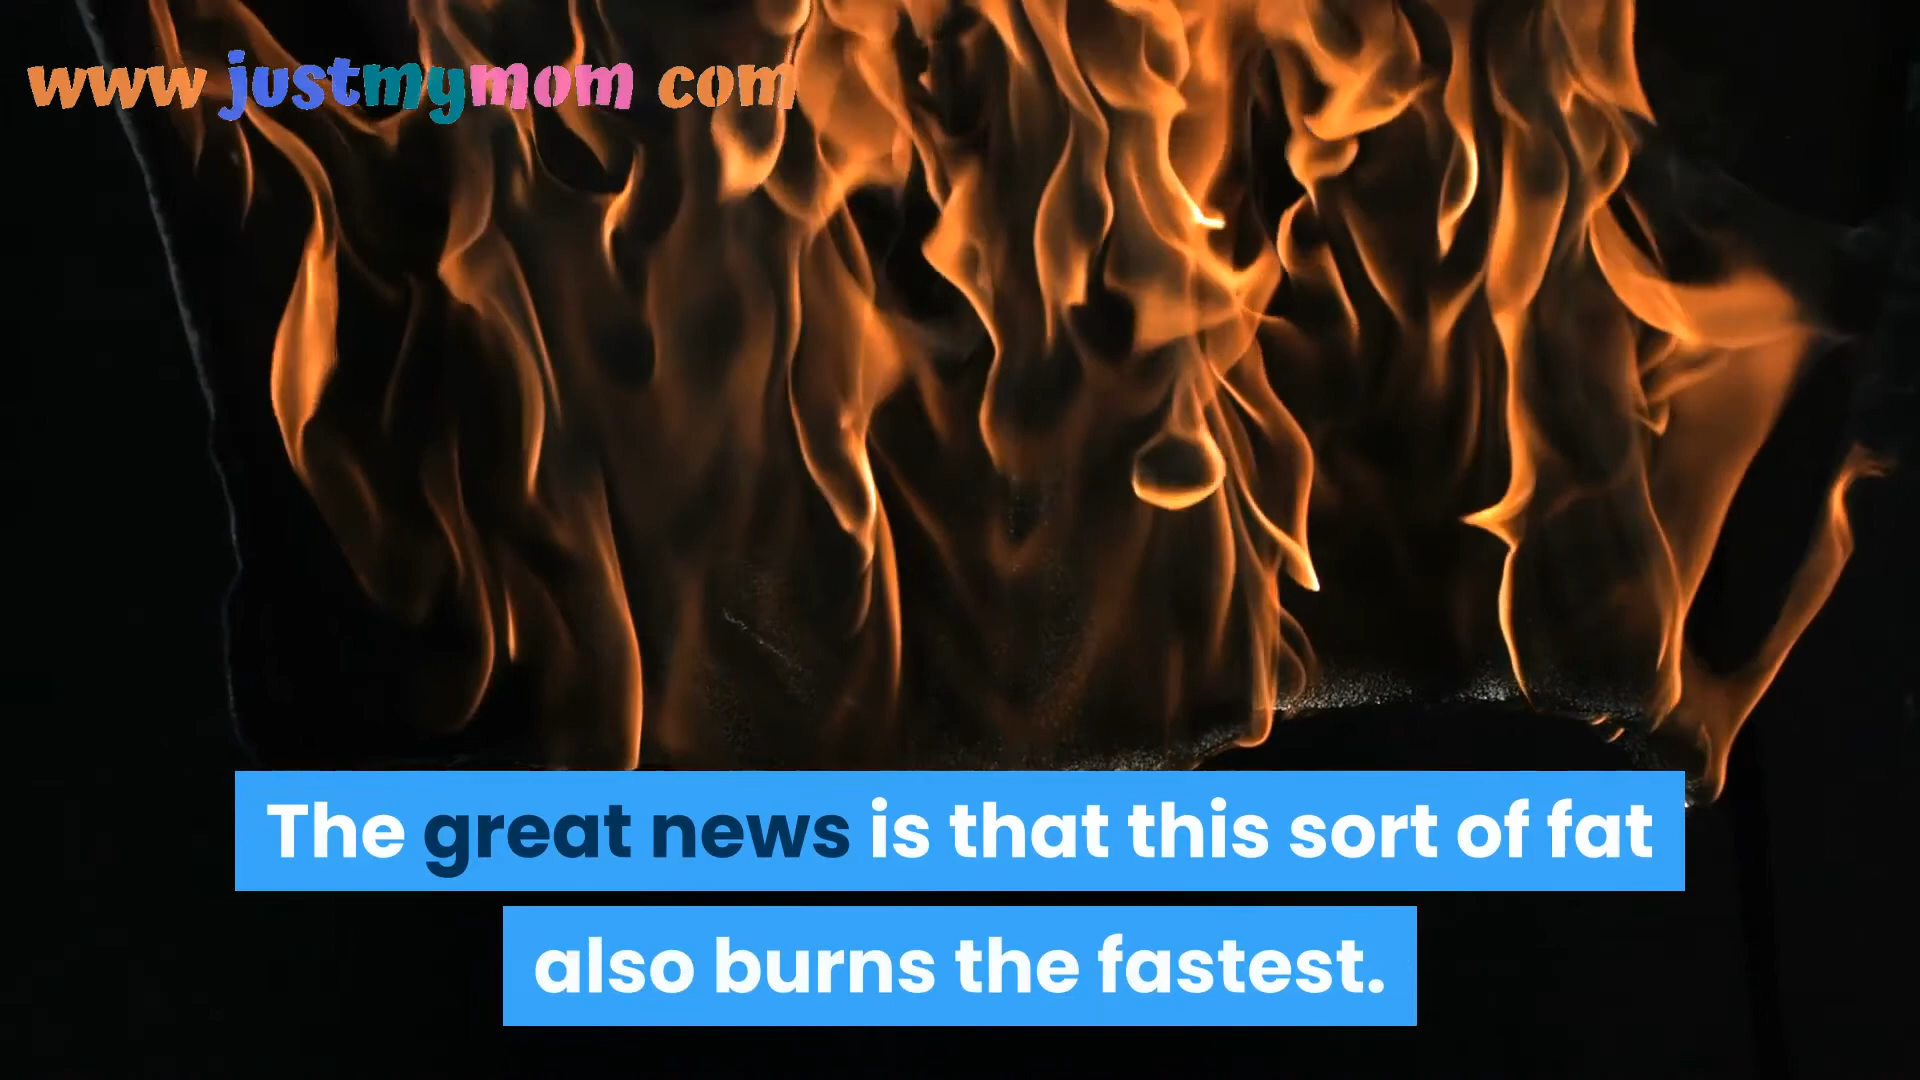 www justmymom com
The great news is that this sort of fat
also burns the fastest.